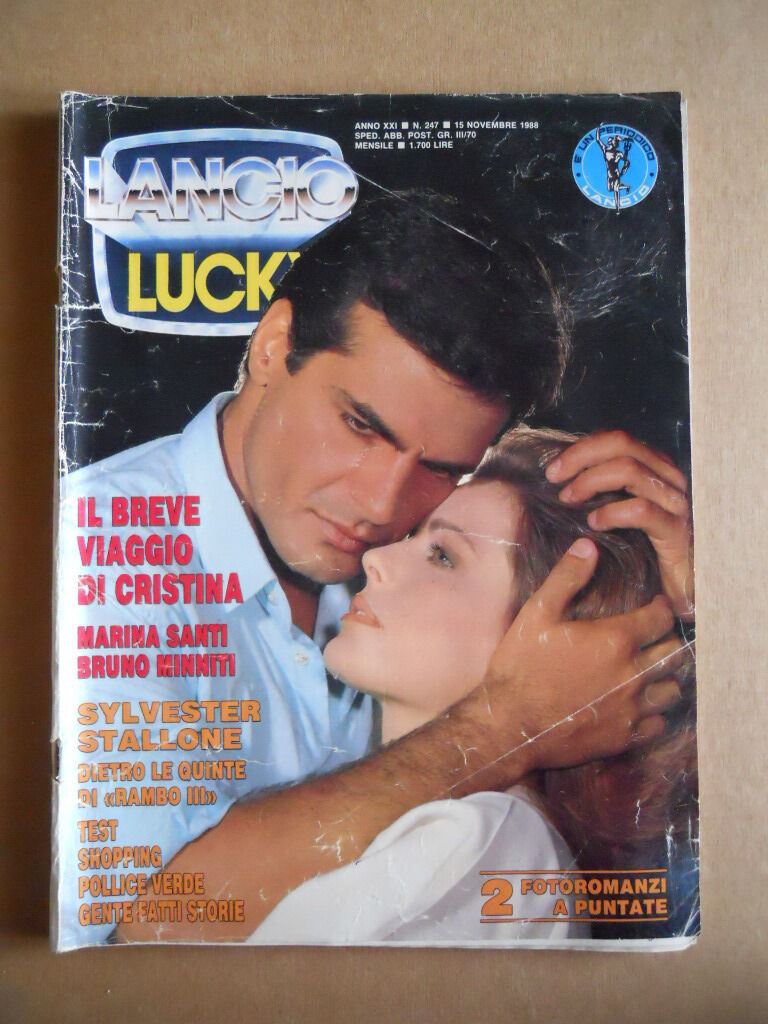 ANNO XXI ■ N. 247 ■ 15 NOVEMBRE 1988
SPED. ABB. POST. GR. III/70
MENSILE ■ 1.700 LIRE
È UN PERIODICO
LANCIO
LANCIO
LUCKY
IL BREVE
VIAGGIO
DI CRISTINA
MARINA SANTI
BRUNO MINNITI
SYLVESTER
STALLONE
DIETRO LE QUINTE
DI «RAMBO III»
TEST
SHOPPING
POLLICE VERDE
GENTE FATTI STORIE
2 FOTOROMANZI
A PUNTATE